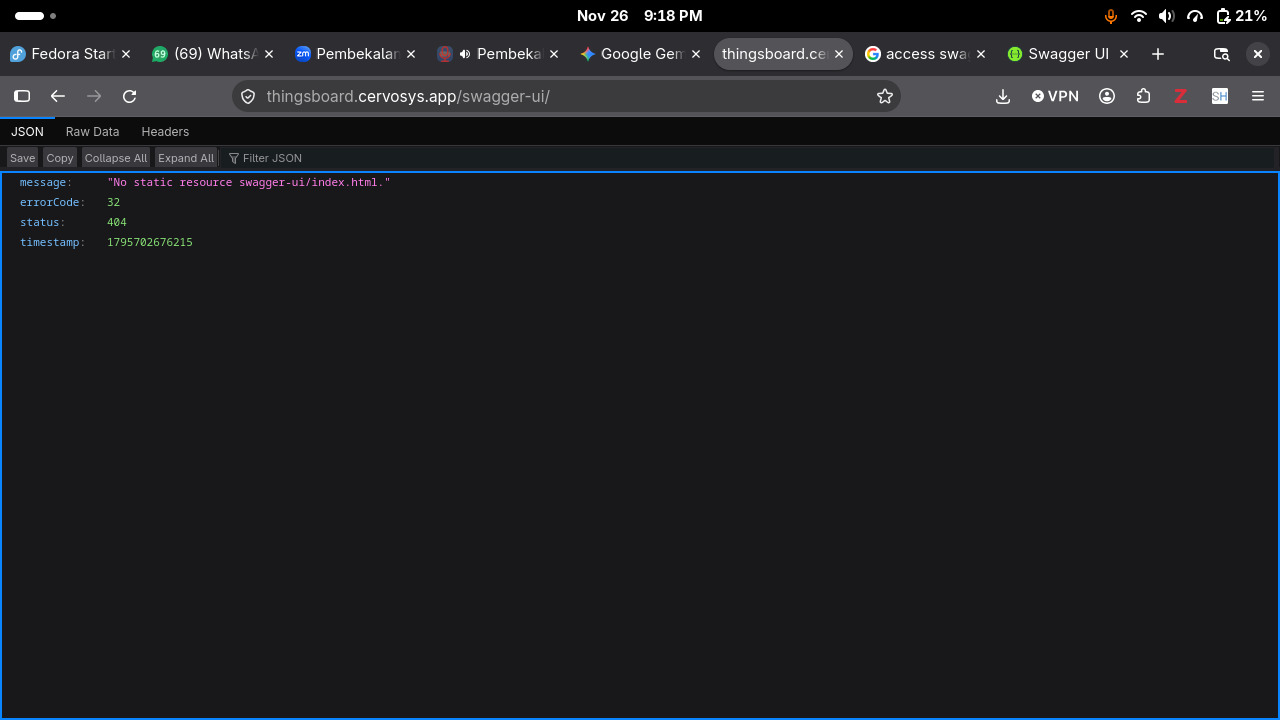 Nov 26 9:18 PM 21%
Fedora Star (69) WhatsA Pembekalan Pembeka Google Gem thingsboard.ce access swa Swagger UI
thingsboard.cervosys.app/swagger-ui/ VPN SH
JSON Raw Data Headers
Save Copy Collapse All Expand All Filter JSON
message: "No static resource swagger-ui/index.html."
errorCode: 32
status: 404
timestamp: 1795702676215